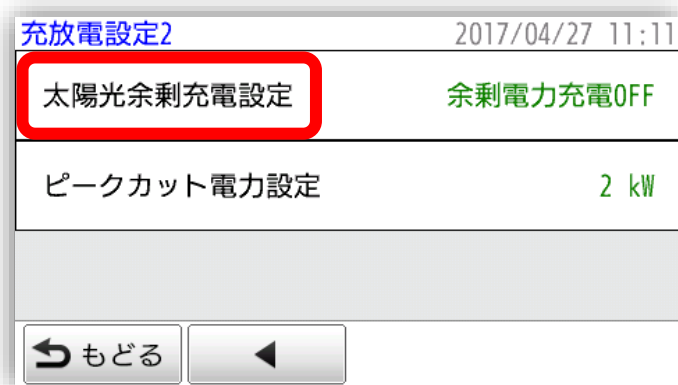 充放電設定2 2017/04/27 11:11
太陽光余剰充電設定 余剰電力充電OFF
ピークカット電力設定 2 kW
もどる ◀